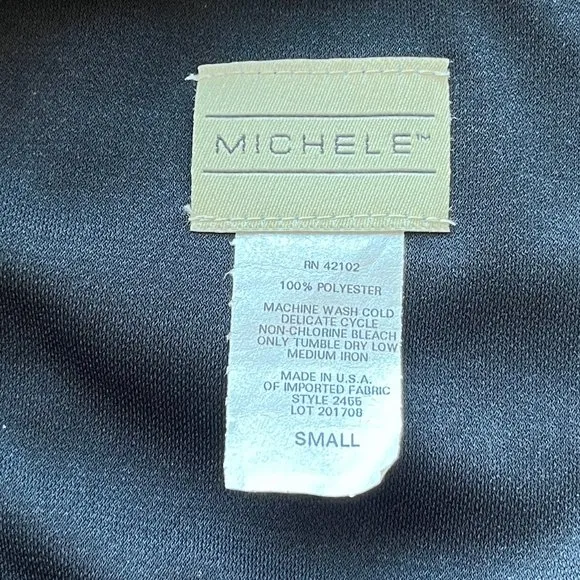 MICHELE™
RN 42102
100% POLYESTER
MACHINE WASH COLD
DELICATE CYCLE
NON-CHLORINE BLEACH
ONLY TUMBLE DRY LOW
MEDIUM IRON
MADE IN U.S.A.
OF IMPORTED FABRIC
STYLE 2466
LOT 201708
SMALL